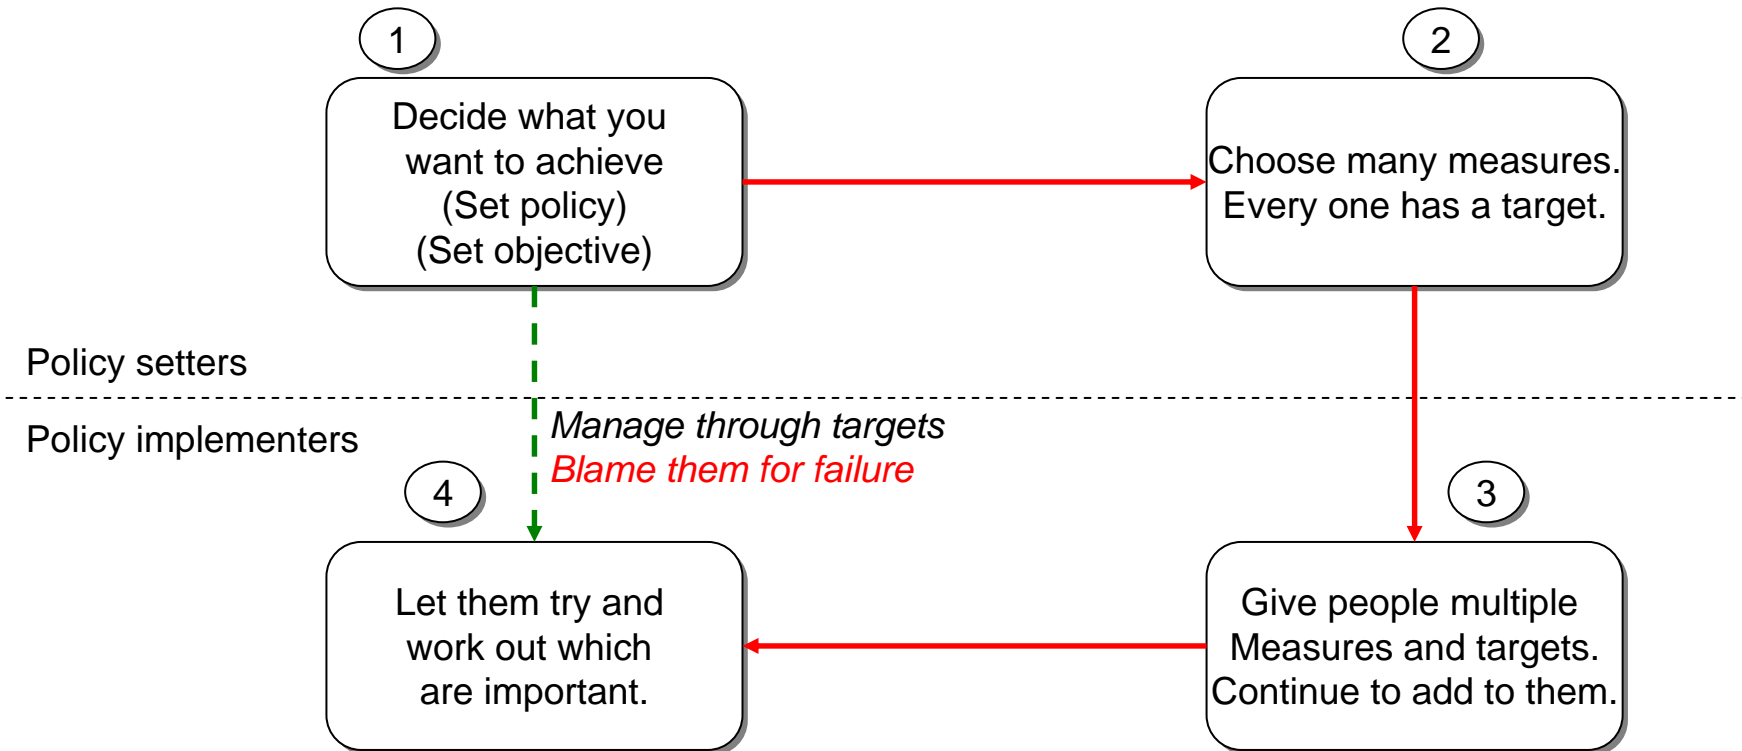 1
Decide what you
want to achieve
(Set policy)
(Set objective)
2
Choose many measures.
Every one has a target.
Policy setters
Policy implementers
Manage through targets
Blame them for failure
4
Let them try and
work out which
are important.
3
Give people multiple
Measures and targets.
Continue to add to them.